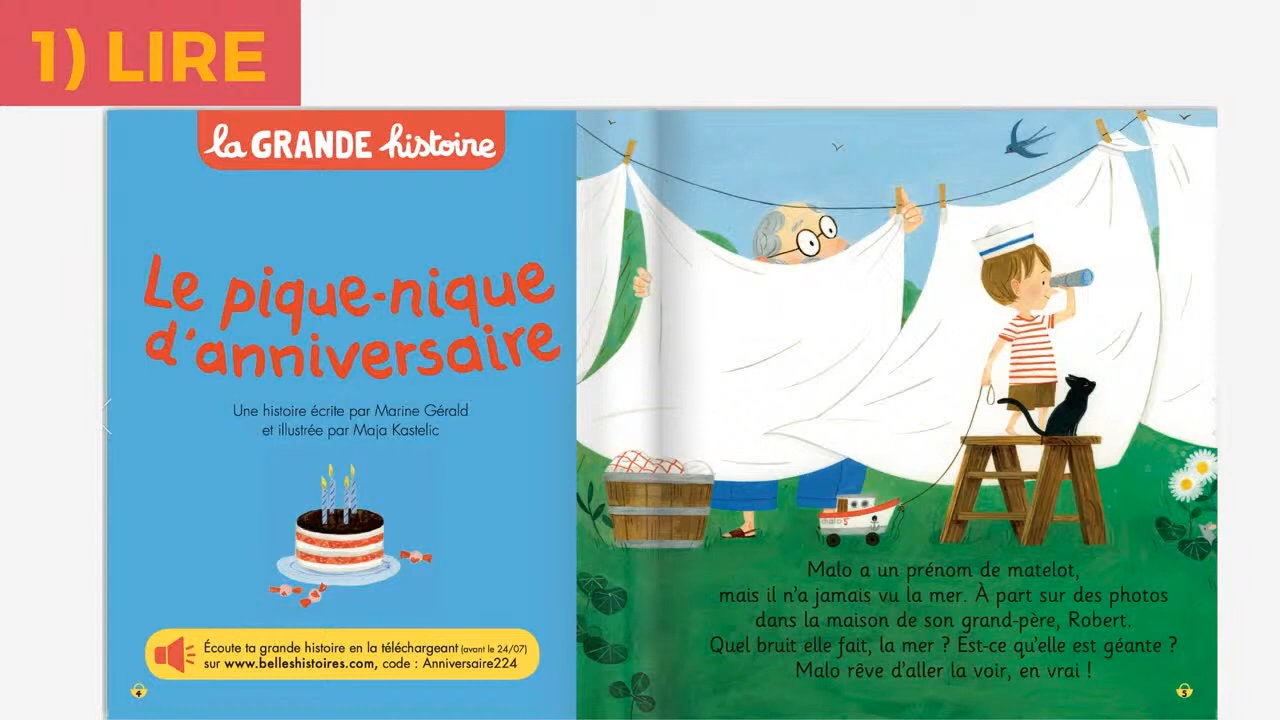 1) LIRE
la GRANDE histoire
Le pique-nique
d'anniversaire
Une histoire écrite par Marine Gérald
et illustrée par Maja Kastelic
Écoute ta grande histoire en la téléchargeant (avant le 24/07)
sur www.belleshistoires.com, code : Anniversaire224
4
malo 5
Malo a un prénom de matelot,
mais il n'a jamais vu la mer. À part sur des photos
dans la maison de son grand-père, Robert.
Quel bruit elle fait, la mer ? Est-ce qu'elle est géante ?
Malo rêve d'aller la voir, en vrai !
5